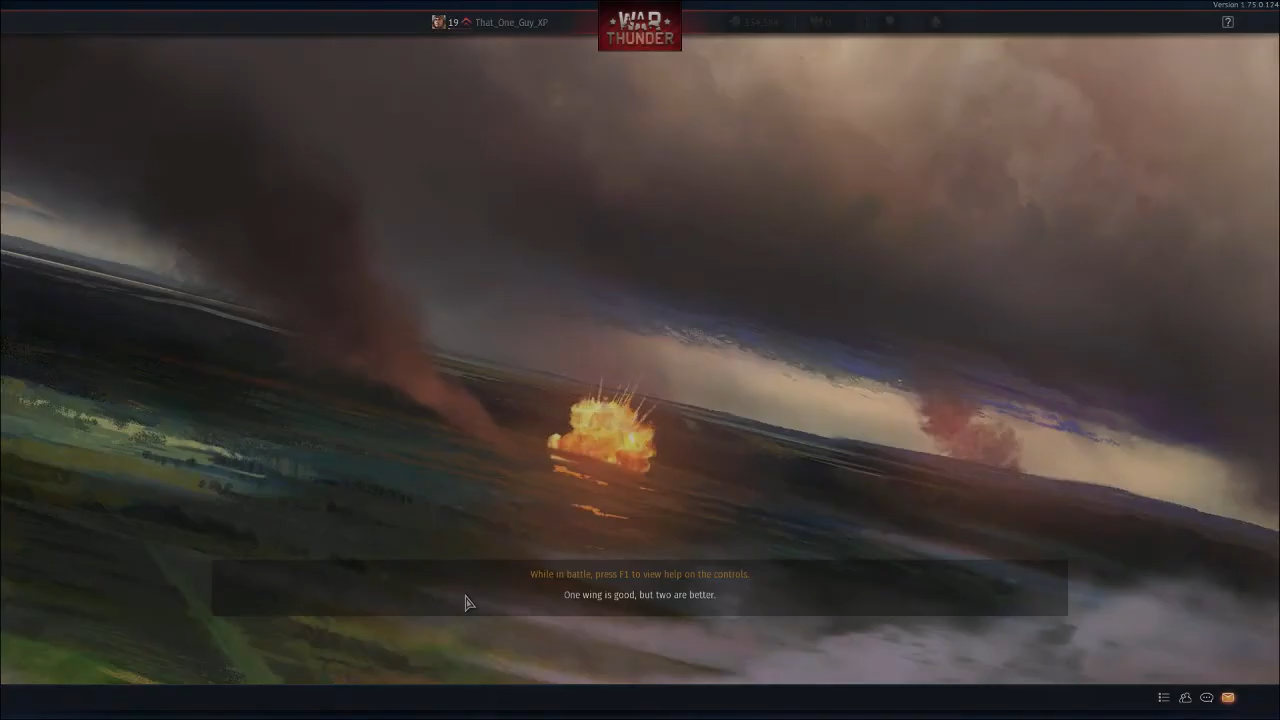 Version 1.75.0.124
19 That_One_Guy_XP
WAR
THUNDER
?
While in battle, press F1 to view help on the controls.
One wing is good, but two are better.